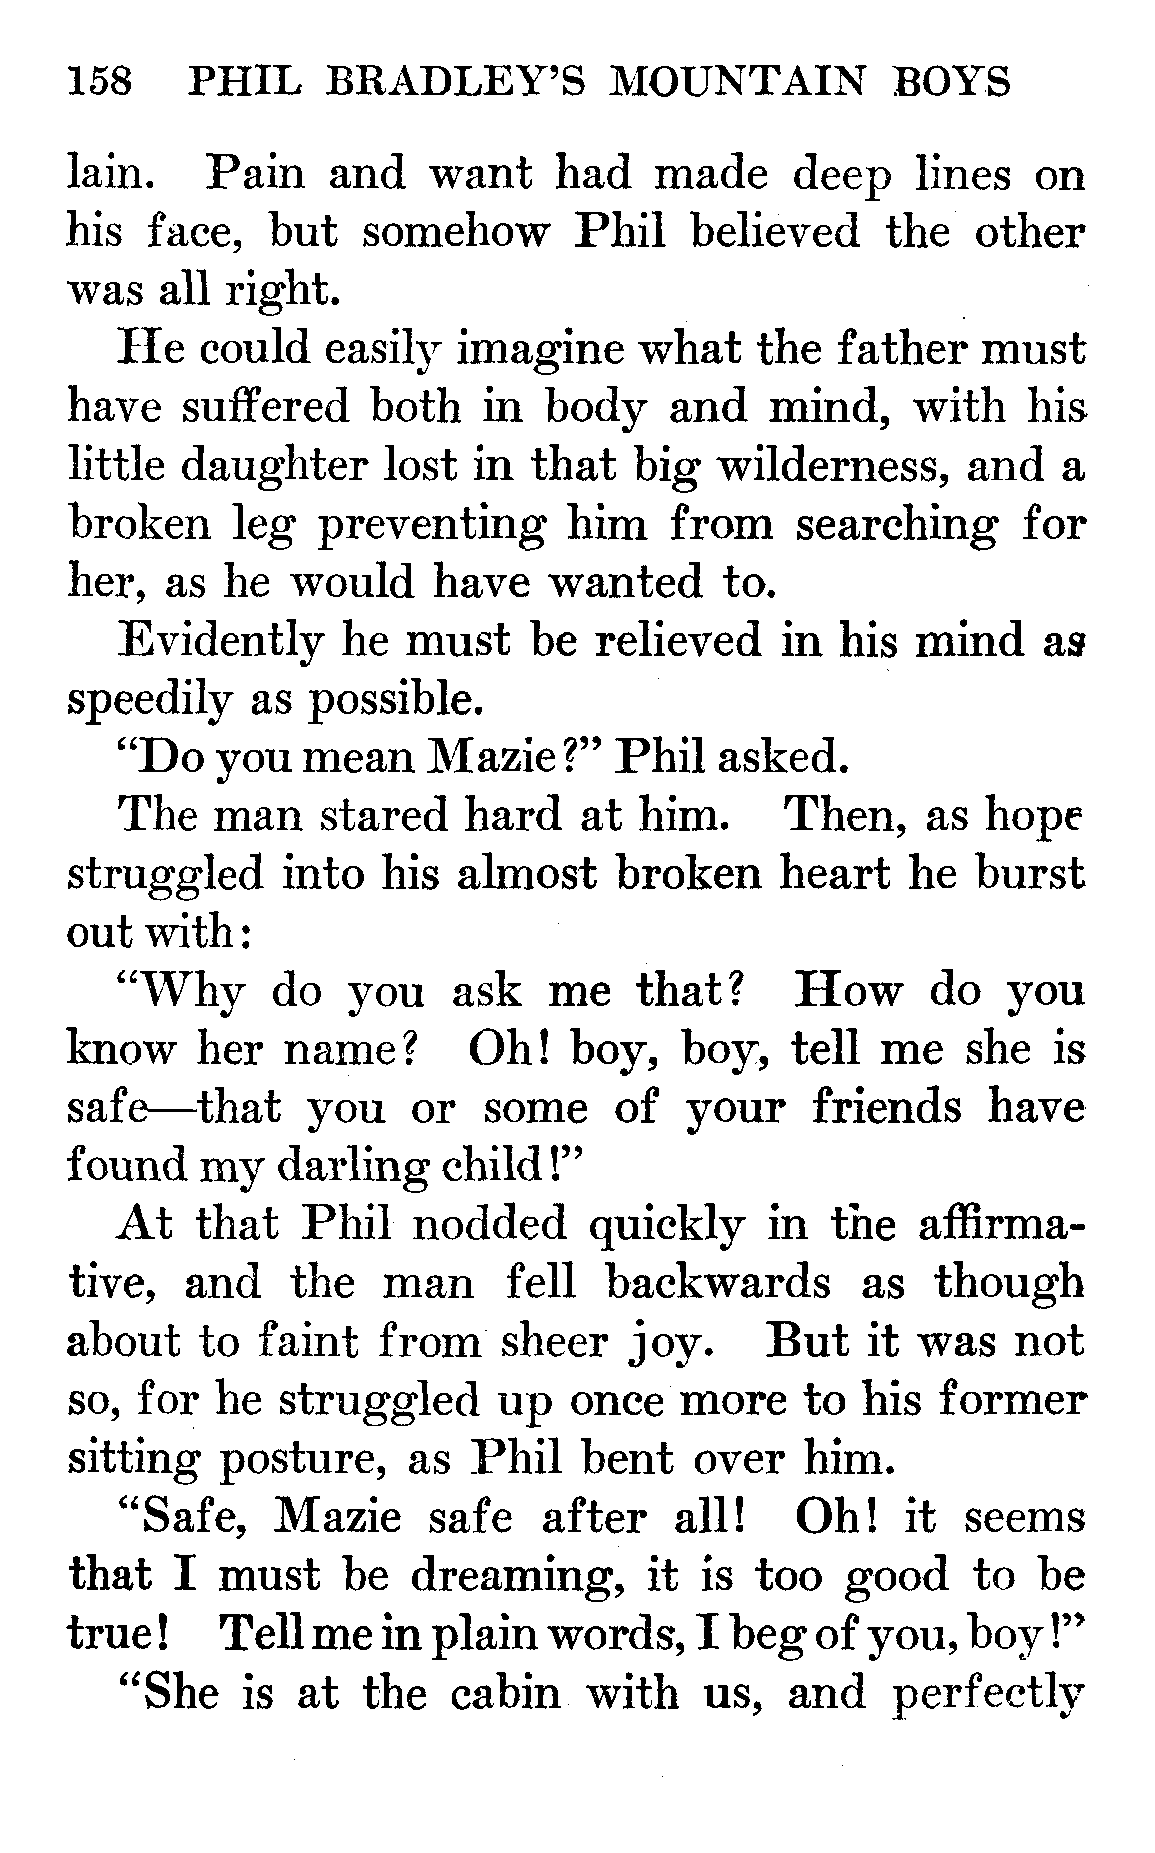 158 PHIL BRADLEY'S MOUNTAIN BOYS
lain. Pain and want had made deep lines on
his face, but somehow Phil believed the other
was all right.
He could easily imagine what the father must
have suffered both in body and mind, with his
little daughter lost in that big wilderness, and a
broken leg preventing him from searching for
her, as he would have wanted to.
Evidently he must be relieved in his mind as
speedily as possible.
“Do you mean Mazie?” Phil asked.
The man stared hard at him. Then, as hope
struggled into his almost broken heart he burst
out with:
“Why do you ask me that? How do you
know her name? Oh! boy, boy, tell me she is
safe—that you or some of your friends have
found my darling child!”
At that Phil nodded quickly in the affirma-
tive, and the man fell backwards as though
about to faint from sheer joy. But it was not
so, for he struggled up once more to his former
sitting posture, as Phil bent over him.
“Safe, Mazie safe after all! Oh! it seems
that I must be dreaming, it is too good to be
true! Tell me in plain words, I beg of you, boy!”
“She is at the cabin with us, and perfectly